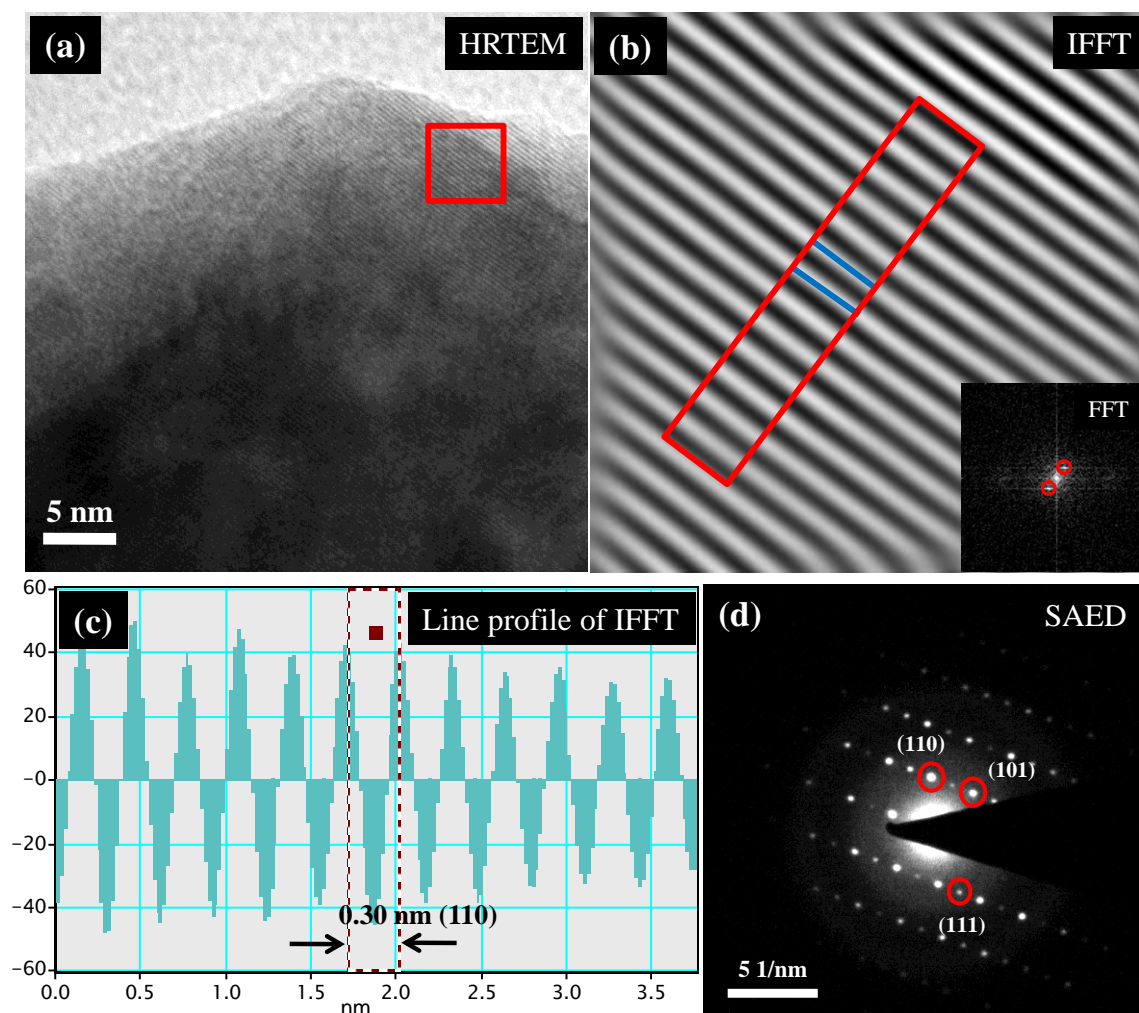 (a)
HRTEM
5 nm
(b)
IFFT
FFT
(c)
Line profile of IFFT
60
40
20
−0
−20
−40
−60
0.30 nm (110)
0.0 0.5 1.0 1.5 2.0 2.5 3.0 3.5
nm
(d)
SAED
(110)
(101)
(111)
5 1/nm